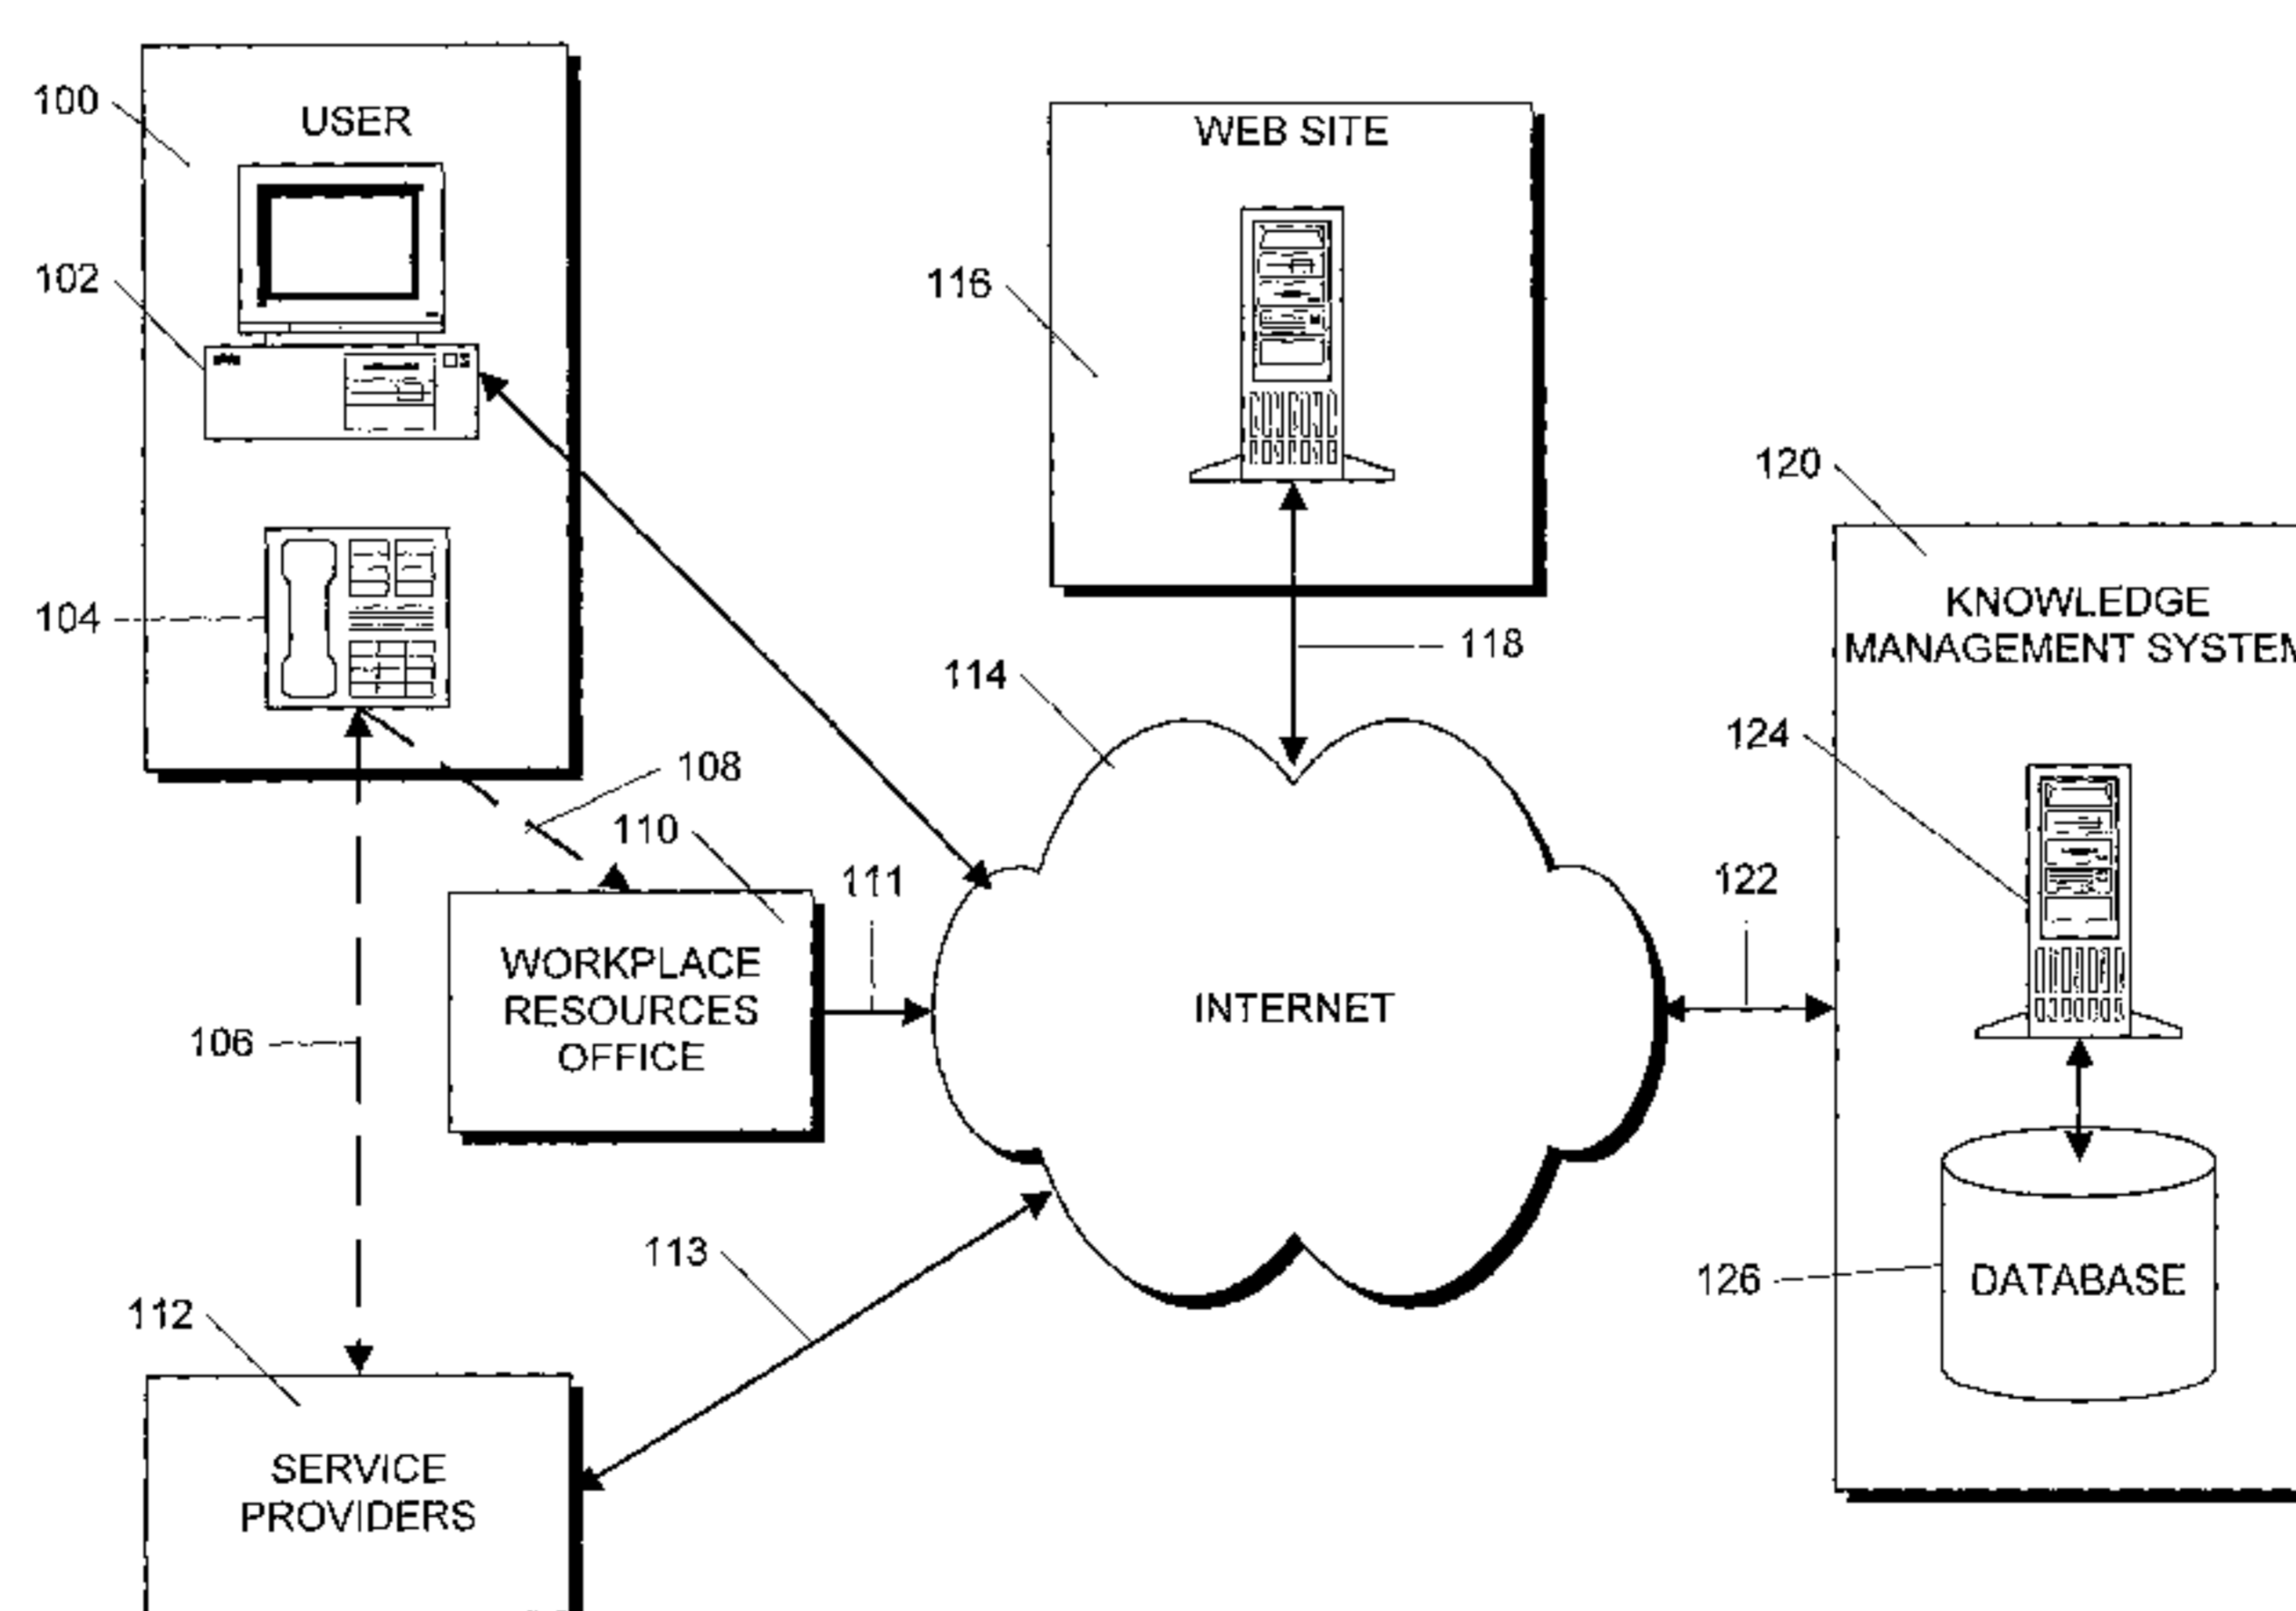 100
USER
WEB SITE
102
116
120
KNOWLEDGE
MANAGEMENT SYSTEM
104
118
114
124
108
110
111
122
WORKPLACE
RESOURCES
OFFICE
INTERNET
106
113
126
DATABASE
112
SERVICE
PROVIDERS